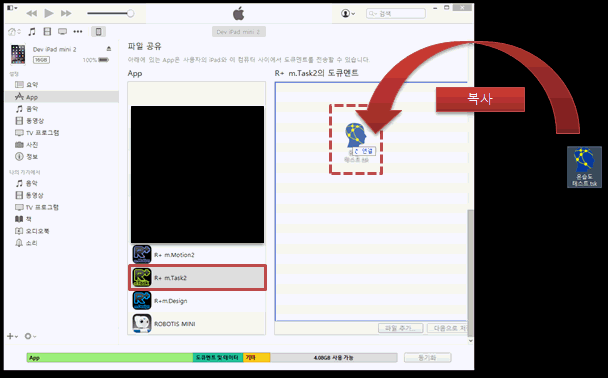 Dev iPad mini 2
검색
Dev iPad mini 2
16GB
100%
설정
요약
App
음악
동영상
TV 프로그램
사진
정보
나의 기기에서
음악
동영상
TV 프로그램
책
오디오북
소리
파일 공유
아래에 있는 App은 사용자의 iPad와 이 컴퓨터 사이에서 도큐멘트를 전송할 수 있습니다.
App
R+ m.Motion2
R+ m.Task2
R+m.Design
ROBOTIS MINI
R+ m.Task2의 도큐멘트
연결
테스트.tsk
복사
온습도
테스트.tsk
파일 추가...
다음으로 저
App
도큐멘트 및 데이터
기타
4.08GB 사용 가능
동기화